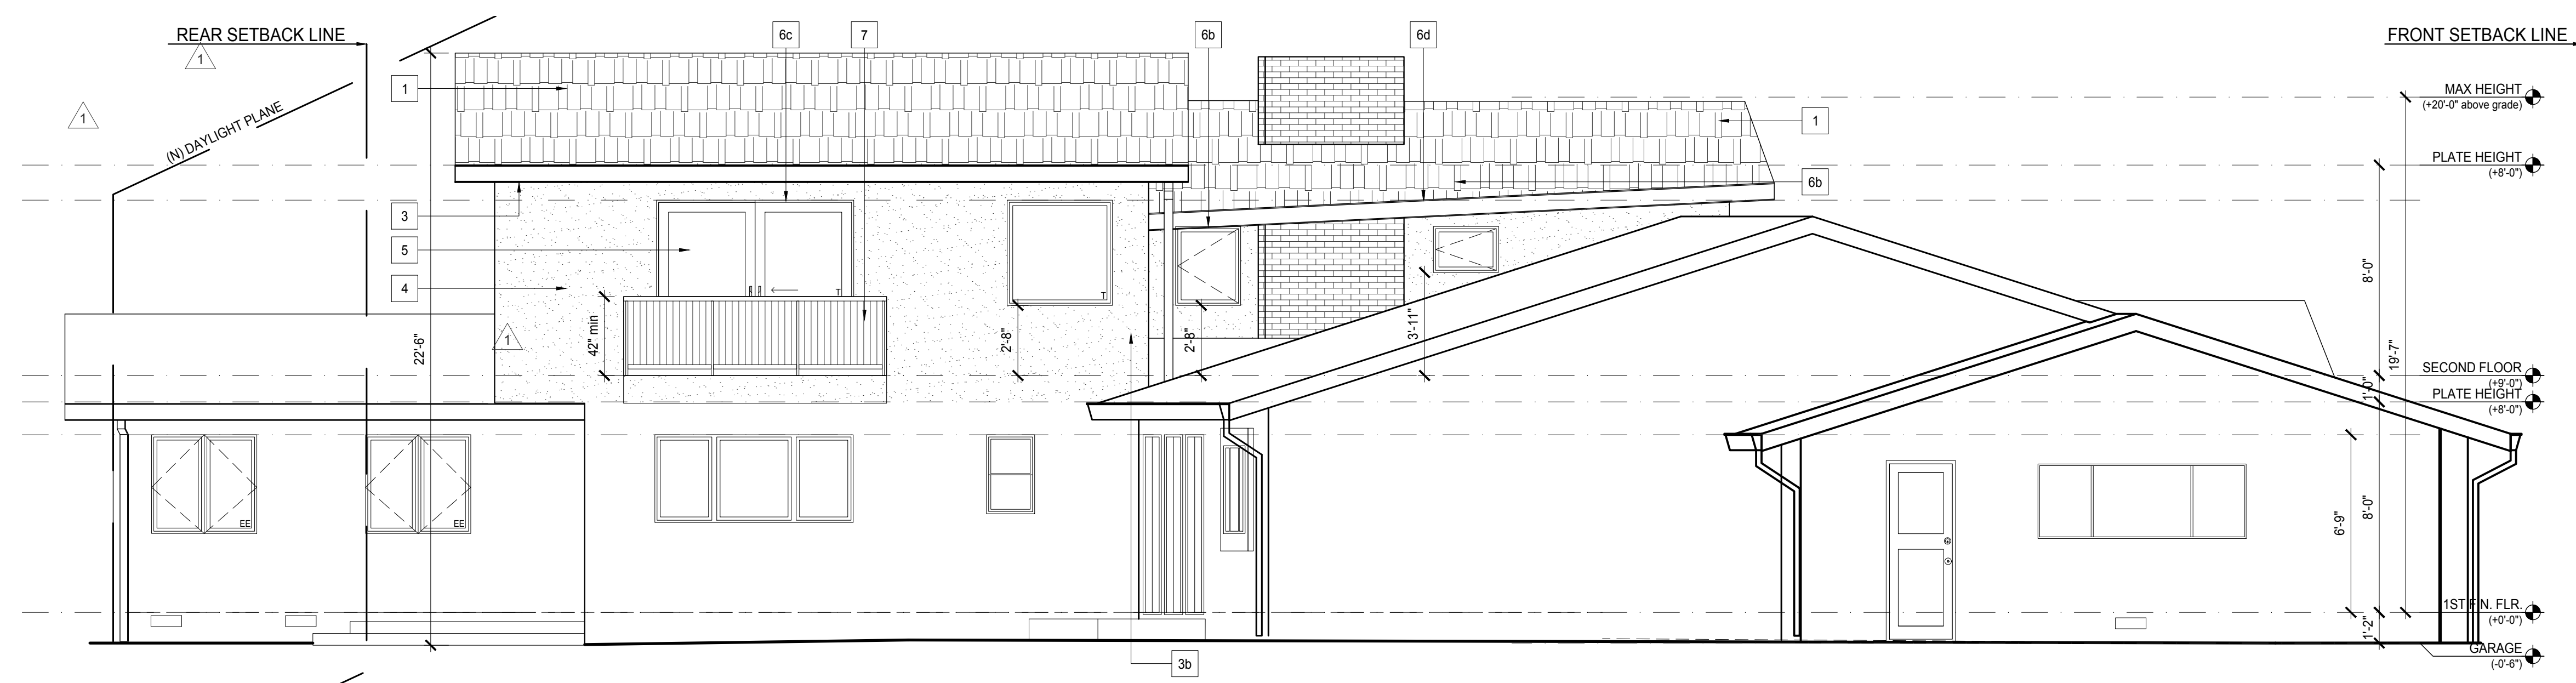 REAR SETBACK LINE
1
1
(N) DAYLIGHT PLANE
6c
7
6b
6d
FRONT SETBACK LINE
1
1
MAX HEIGHT
(+20'-0" above grade)
PLATE HEIGHT
(+8'-0")
6b
3
5
4
T
T
42" min
22'-6"
1
2'-8"
2'-8"
3'-11"
8'-0"
19'-7"
SECOND FLOOR
(+9'-0")
1'-0"
PLATE HEIGHT
(+8'-0")
EE
EE
6'-9"
8'-0"
1ST FIN. FLR.
(+0'-0")
1'-2"
GARAGE
(-0'-6")
3b